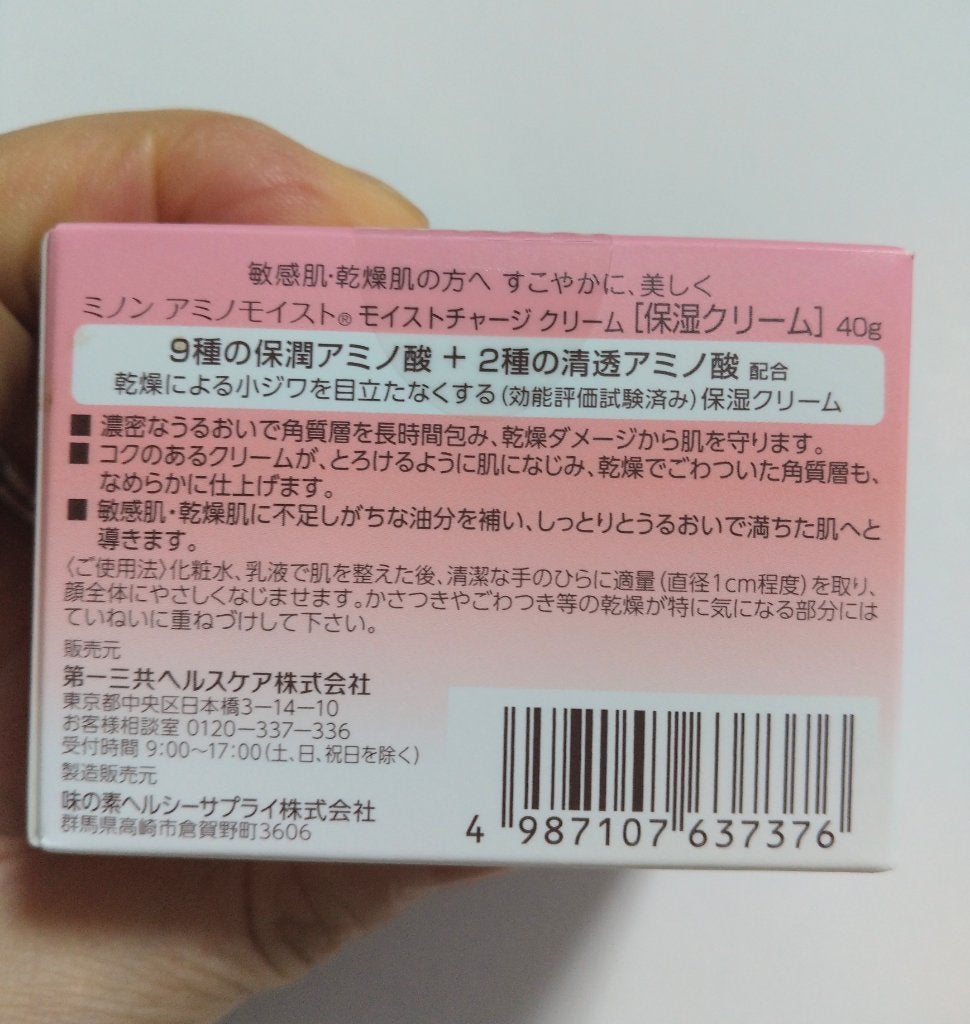 敏感肌・乾燥肌の方へ すこやかに、美しく
ミノン アミノモイスト® モイストチャージ クリーム [保湿クリーム] 40g
9種の保潤アミノ酸 + 2種の清透アミノ酸 配合
乾燥による小ジワを目立たなくする(効能評価試験済み)保湿クリーム
■ 濃密なうるおいで角質層を長時間包み、乾燥ダメージから肌を守ります。
■ コクのあるクリームが、とろけるように肌になじみ、乾燥でごわついた角質層も、
なめらかに仕上げます。
■ 敏感肌・乾燥肌に不足しがちな油分を補い、しっとりとうるおいで満ちた肌へと
導きます。
〈ご使用法〉化粧水、乳液で肌を整えた後、清潔な手のひらに適量(直径1cm程度)を取り、
顔全体にやさしくなじませます。かさつきやごわつき等の乾燥が特に気になる部分には
ていねいに重ねづけして下さい。
販売元
第一三共ヘルスケア株式会社
東京都中央区日本橋3-14-10
お客様相談室 0120-337-336
受付時間 9:00〜17:00(土、日、祝日を除く)
製造販売元
味の素ヘルシーサプライ株式会社
群馬県高崎市倉賀野町3606
4 987107 637376